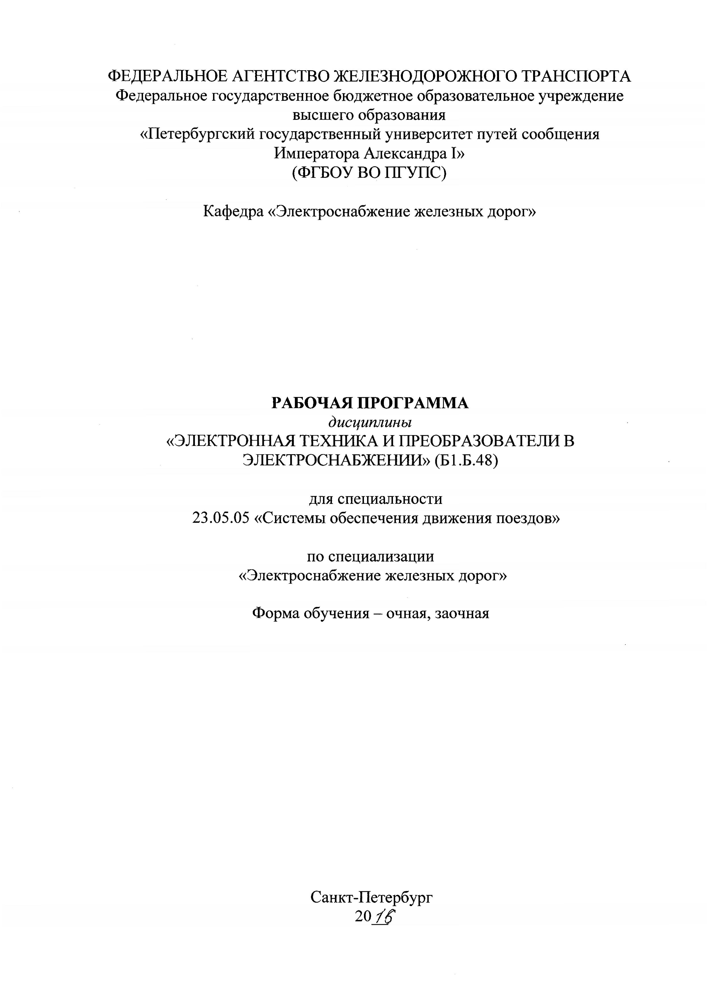 ФЕДЕРАЛЬНОЕ АГЕНТСТВО ЖЕЛЕЗНОДОРОЖНОГО ТРАНСПОРТА
Федеральное государственное бюджетное образовательное учреждение
высшего образования
«Петербургский государственный университет путей сообщения
Императора Александра I»
(ФГБОУ ВО ПГУПС)
Кафедра «Электроснабжение железных дорог»
РАБОЧАЯ ПРОГРАММА
дисциплины
«ЭЛЕКТРОННАЯ ТЕХНИКА И ПРЕОБРАЗОВАТЕЛИ В
ЭЛЕКТРОСНАБЖЕНИИ» (Б1.Б.48)
для специальности
23.05.05 «Системы обеспечения движения поездов»
по специализации
«Электроснабжение железных дорог»
Форма обучения – очная, заочная
Санкт-Петербург
2016